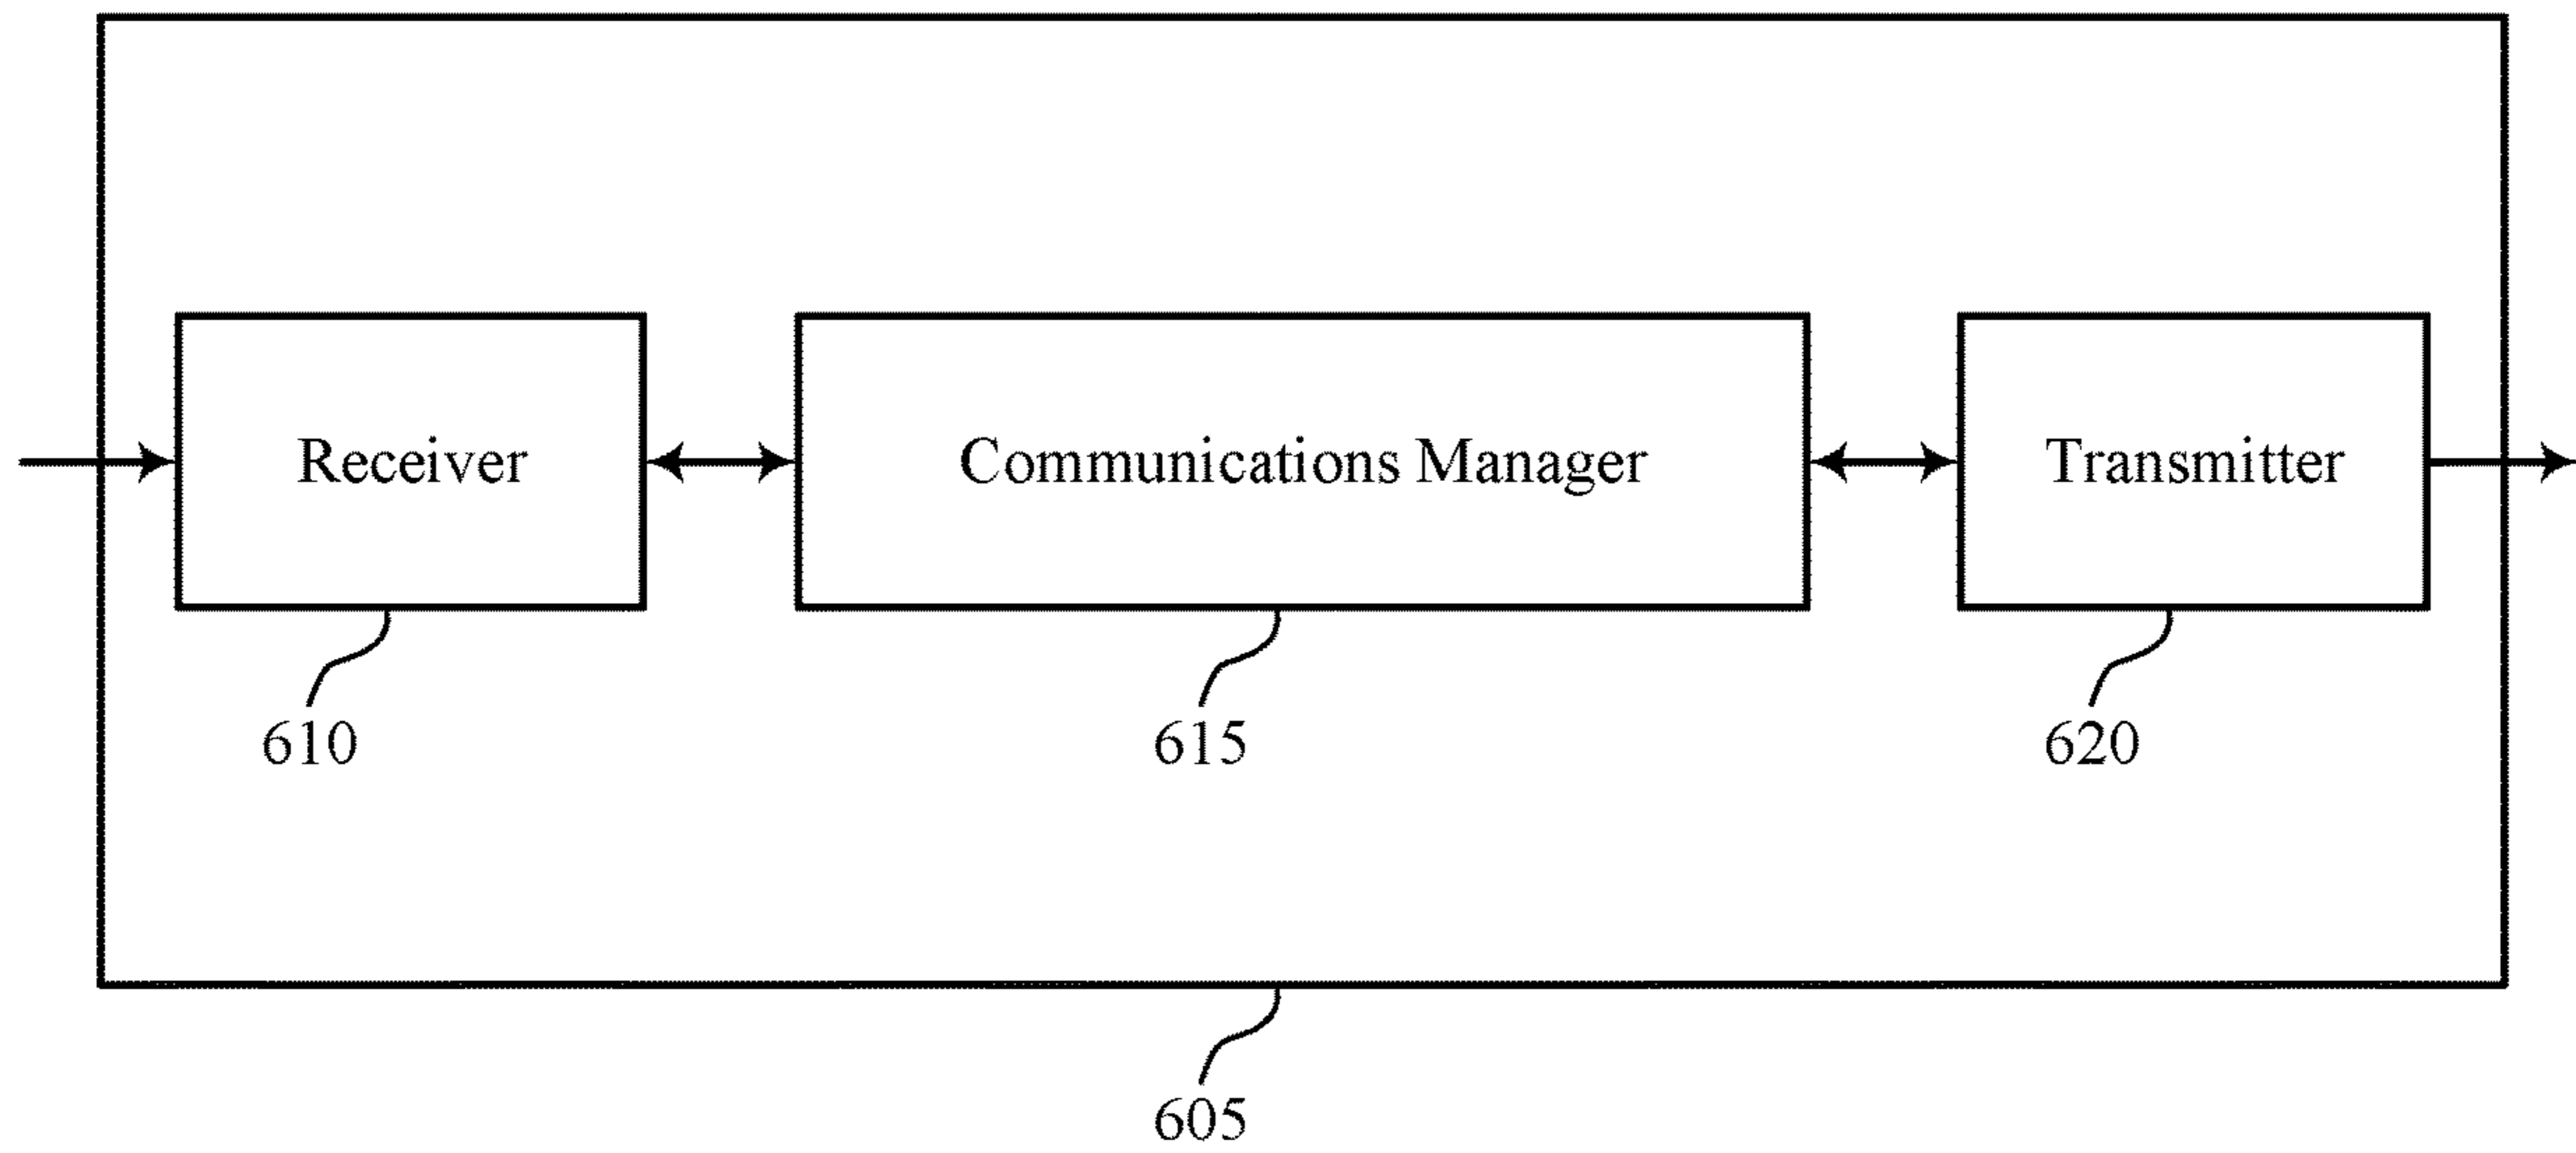 Receiver
Communications Manager
Transmitter
610
615
620
605